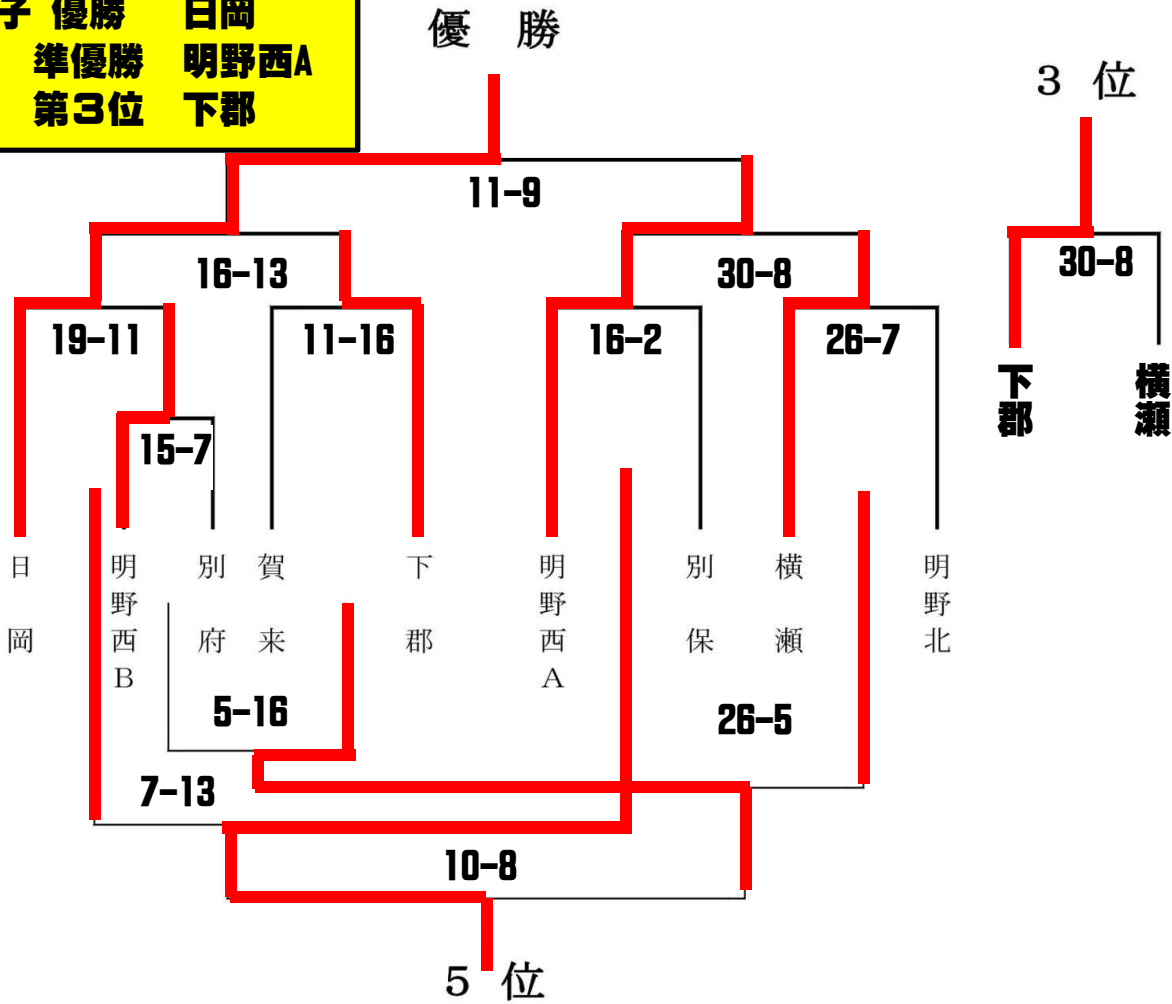 子 優勝 日岡
準優勝 明野西A
第3位 下郡
優 勝
3 位
11-9
16-13
30-8
30-8
19-11
11-16
16-2
26-7
下郡
横瀬
15-7
日岡
明野西B
別府
賀来
下郡
明野西A
別保
横瀬
明野北
5-16
26-5
7-13
10-8
5 位